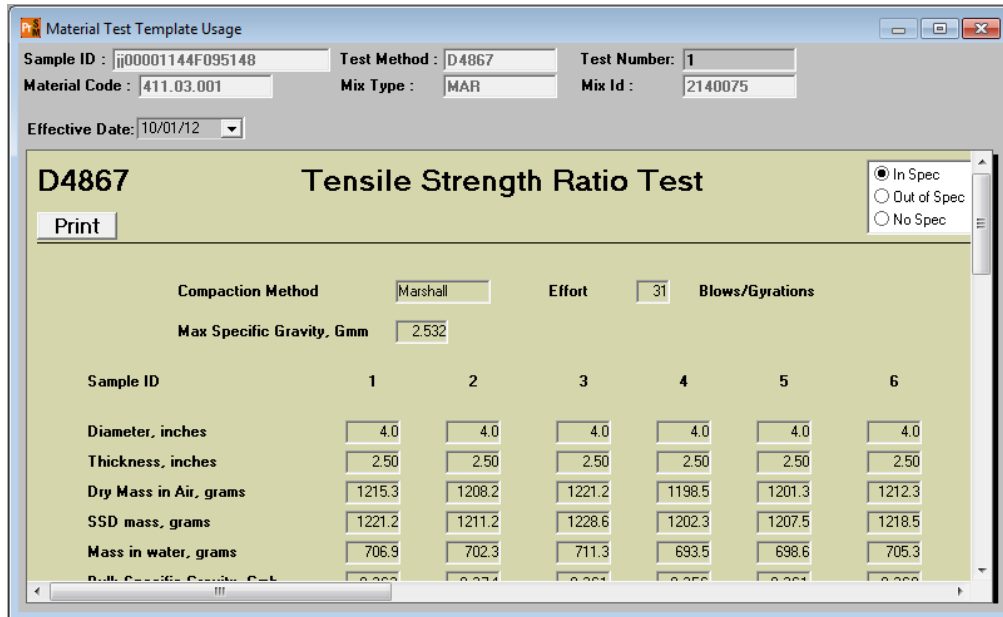 Material Test Template Usage
Sample ID : jj00001144F095148 Test Method : D4867 Test Number: 1
Material Code : 411.03.001 Mix Type : MAR Mix Id : 2140075
Effective Date: 10/01/12
D4867 Tensile Strength Ratio Test
In Spec
Out of Spec
No Spec
Print
Compaction Method Marshall Effort 31 Blows/Gyrations
Max Specific Gravity, Gmm 2.532
Sample ID 1 2 3 4 5 6
Diameter, inches 4.0 4.0 4.0 4.0 4.0 4.0
Thickness, inches 2.50 2.50 2.50 2.50 2.50 2.50
Dry Mass in Air, grams 1215.3 1208.2 1221.2 1198.5 1201.3 1212.3
SSD mass, grams 1221.2 1211.2 1228.6 1202.3 1207.5 1218.5
Mass in water, grams 706.9 702.3 711.3 693.5 698.6 705.3
Bulk Specific Gravity, Gmb